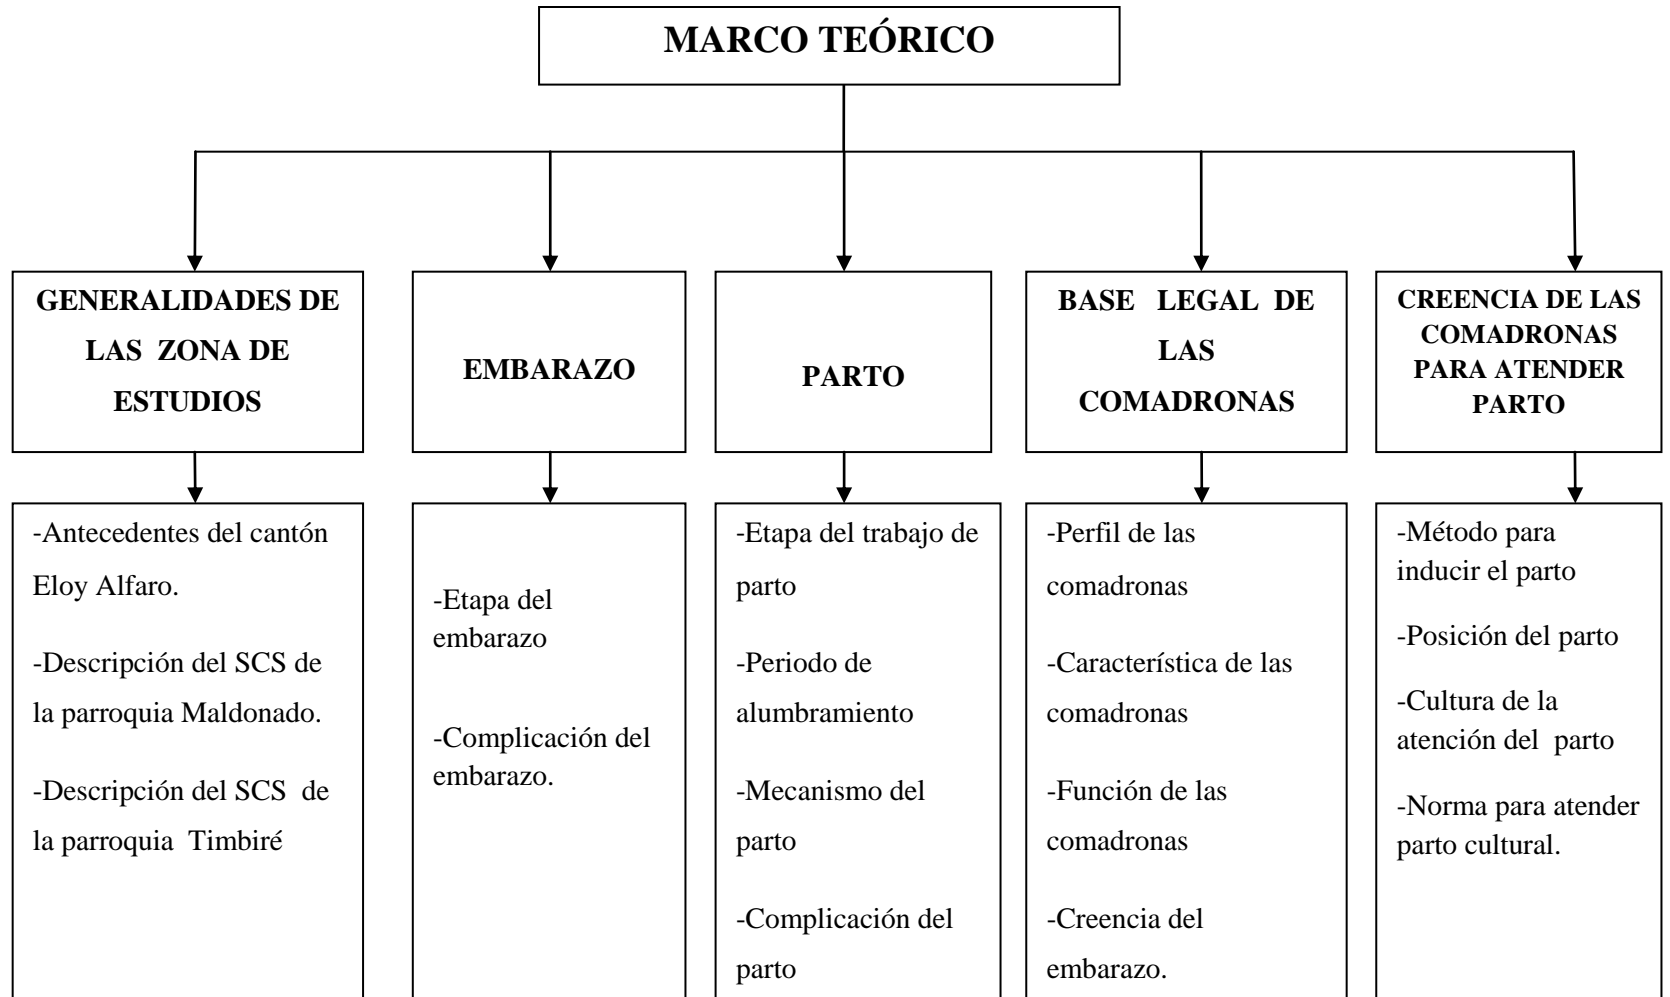 MARCO TEÓRICO
GENERALIDADES DE
LAS ZONA DE
ESTUDIOS
EMBARAZO
PARTO
BASE LEGAL DE
LAS
COMADRONAS
CREENCIA DE LAS
COMADRONAS
PARA ATENDER
PARTO
-Antecedentes del cantón
Eloy Alfaro.
-Descripción del SCS de
la parroquia Maldonado.
-Descripción del SCS de
la parroquia Timbiré
-Etapa del
embarazo
-Complicación del
embarazo.
-Etapa del trabajo de
parto
-Periodo de
alumbramiento
-Mecanismo del
parto
-Complicación del
parto
-Perfil de las
comadronas
-Característica de las
comadronas
-Función de las
comadronas
-Creencia del
embarazo.
-Método para
inducir el parto
-Posición del parto
-Cultura de la
atención del parto
-Norma para atender
parto cultural.